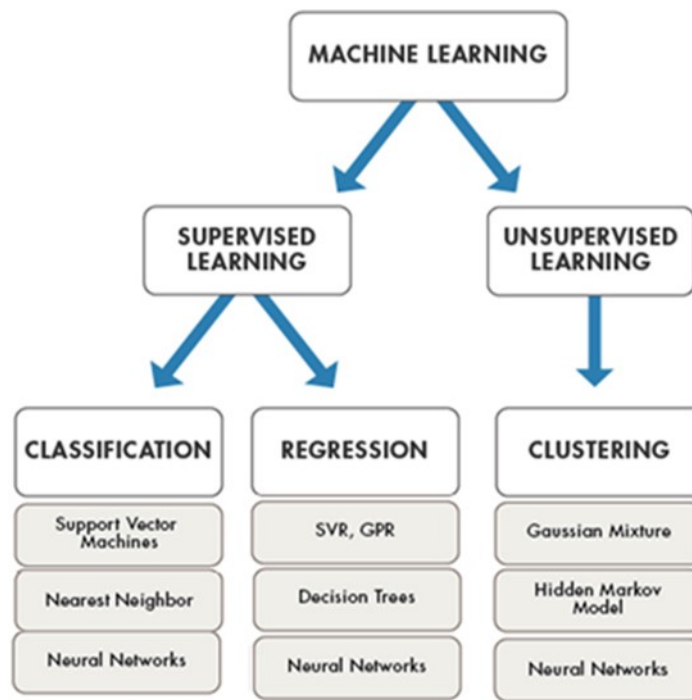 MACHINE LEARNING
SUPERVISED
LEARNING
UNSUPERVISED
LEARNING
CLASSIFICATION
Support Vector
Machines
Nearest Neighbor
Neural Networks
REGRESSION
SVR, GPR
Decision Trees
Neural Networks
CLUSTERING
Gaussian Mixture
Hidden Markov
Model
Neural Networks